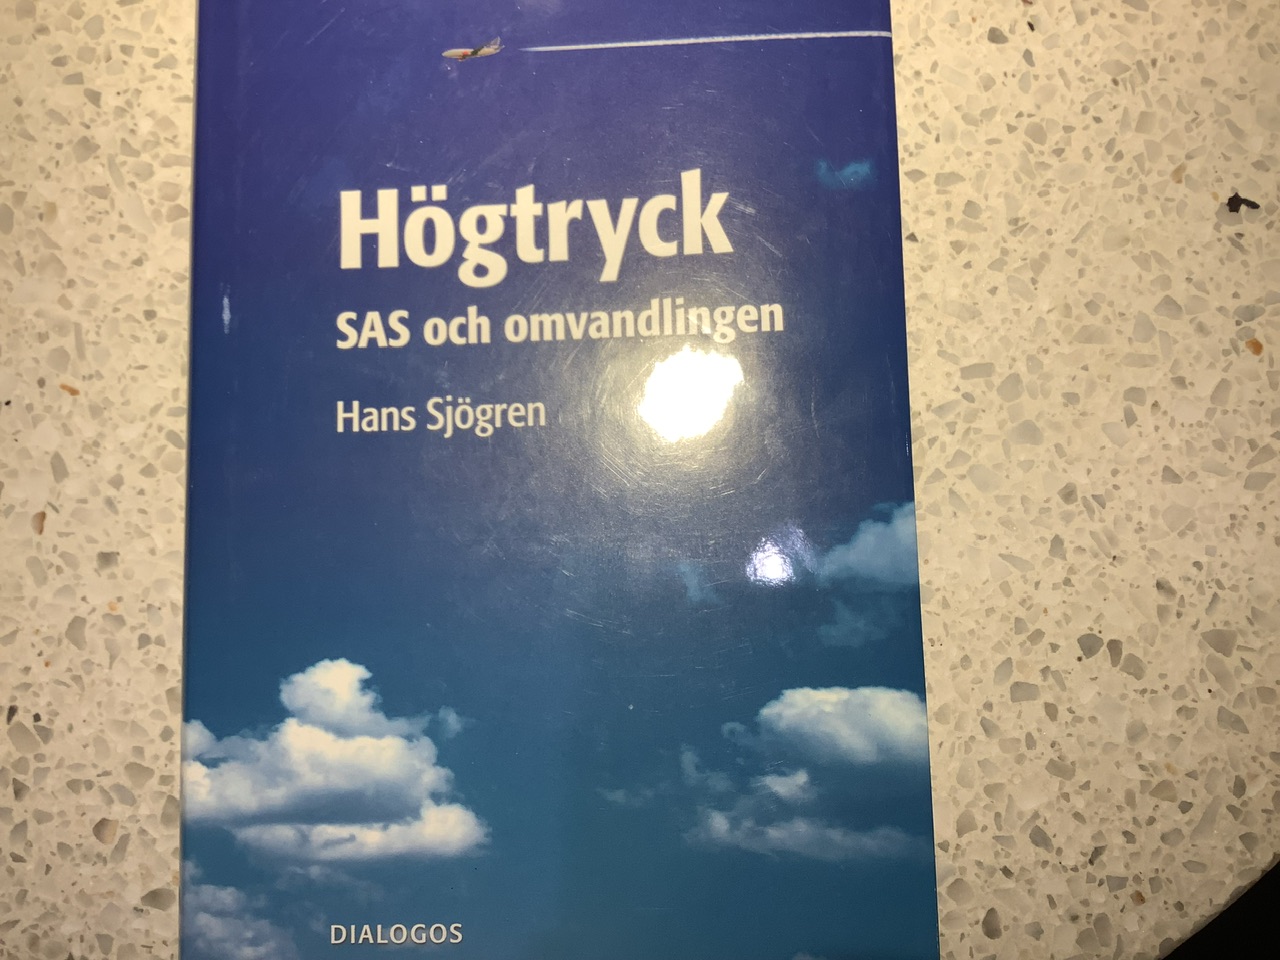 Högtryck
SAS och omvandlingen
Hans Sjögren
DIALOGOS